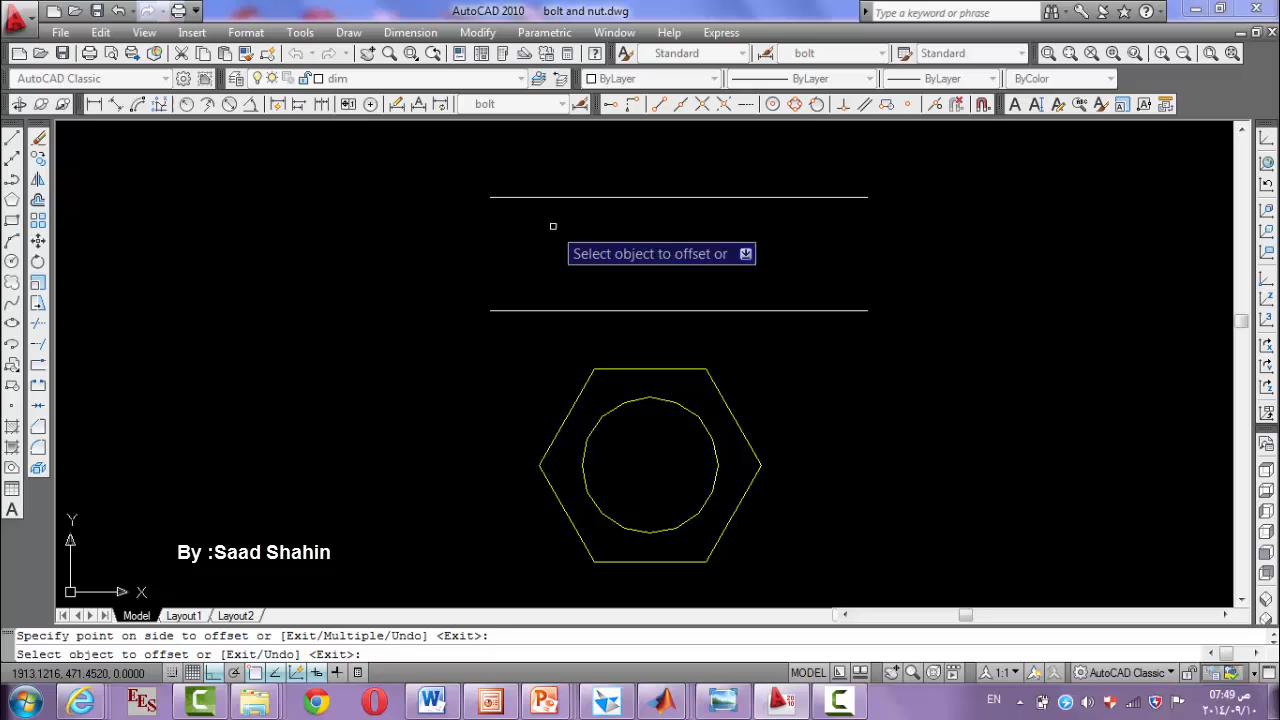 AutoCAD 2010 bolt and nut.dwg
Type a keyword or phrase
File Edit View Insert Format Tools Draw Dimension Modify Parametric Window Help Express
Standard bolt Standard
AutoCAD Classic dim ByLayer ByLayer ByLayer ByColor
bolt
Select object to offset or
Y
By :Saad Shahin
X
Model Layout1 Layout2
Specify point on side to offset or [Exit/Multiple/Undo] <Exit>:
Select object to offset or [Exit/Undo] <Exit>:
1913.1216, 471.4520, 0.0000 MODEL 1:1 AutoCAD Classic
EES EN 07:49 ص
٢٠١٤/٠٩/١٠